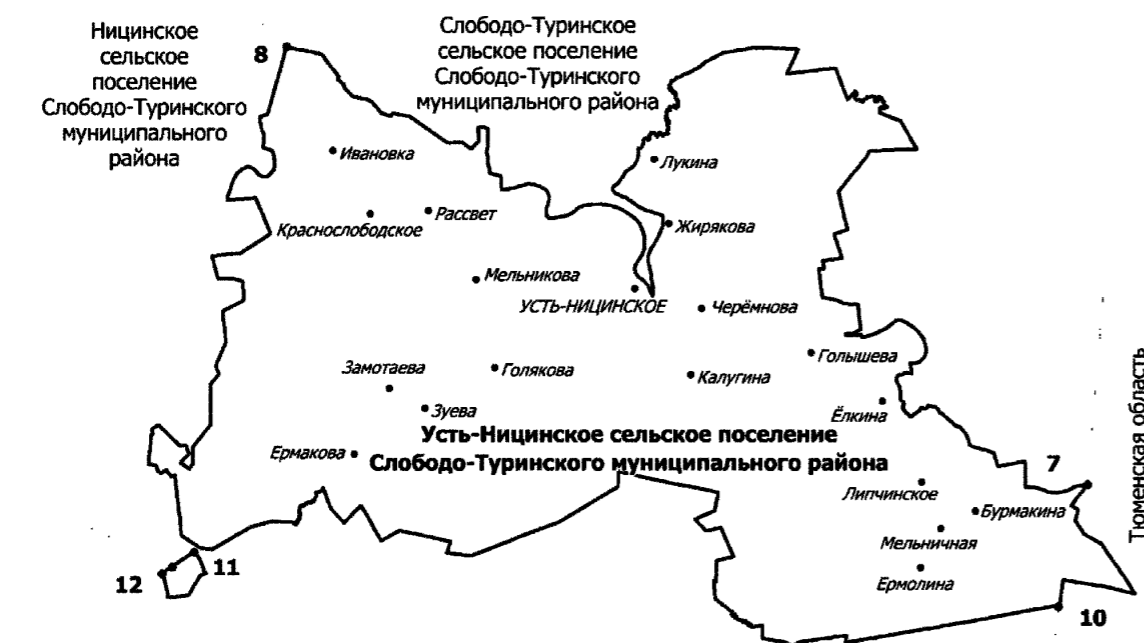 Ницинское
сельское
поселение
Слободо-Туринского
муниципального
района
8
Слободо-Туринское
сельское поселение
Слободо-Туринского
муниципального района
Ивановка
Лукина
Рассвет
Краснослободское
Жирякова
Мельникова
УСТЬ-НИЦИНСКОЕ
Черёмнова
Голышева
Замотаева
Голякова
Калугина
Зуева
Ёлкина
Усть-Ницинское сельское поселение
Слободо-Туринского муниципального района
Ермакова
7
Липчинское
Бурмакина
Мельничная
Ермолина
Тюменская область
11
12
10